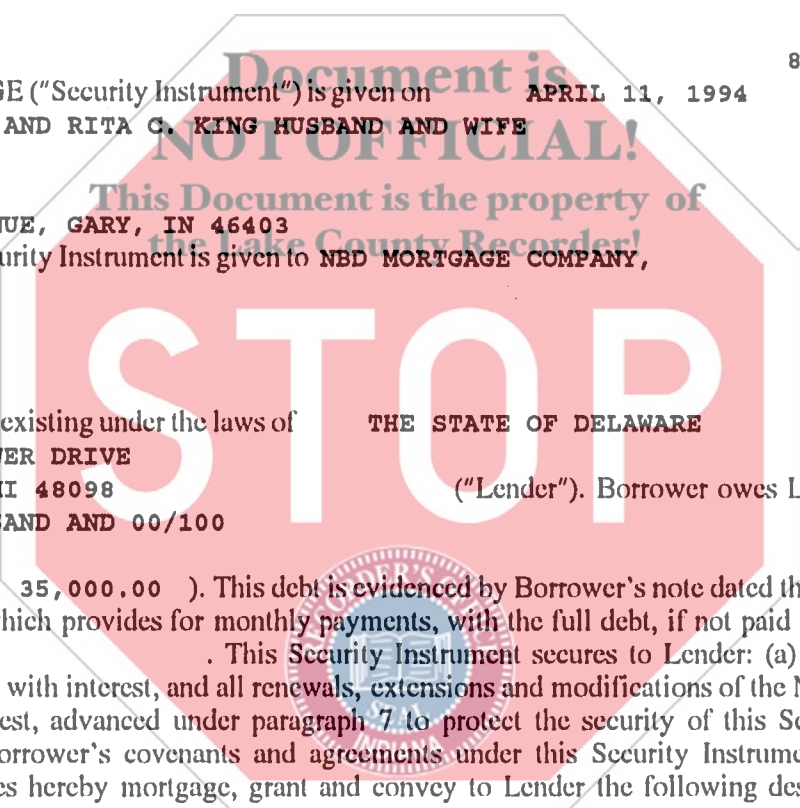 8
GE ("Security Instrument") is given on APRIL 11, 1994
AND RITA C. KING HUSBAND AND WIFE
Document is
NOT OFFICIAL!
This Document is the property of
the Lake County Recorder!
NUE, GARY, IN 46403
urity Instrument is given to NBD MORTGAGE COMPANY,
STOP
existing under the laws of THE STATE OF DELAWARE
WER DRIVE
MI 48098 ("Lender"). Borrower owes L
SAND AND 00/100
35,000.00 ). This debt is evidenced by Borrower's note dated th
which provides for monthly payments, with the full debt, if not paid
. This Security Instrument secures to Lender: (a)
with interest, and all renewals, extensions and modifications of the N
est, advanced under paragraph 7 to protect the security of this Se
orrower's covenants and agreements under this Security Instrume
es hereby mortgage, grant and convey to Lender the following des
SEAL
INDIANA